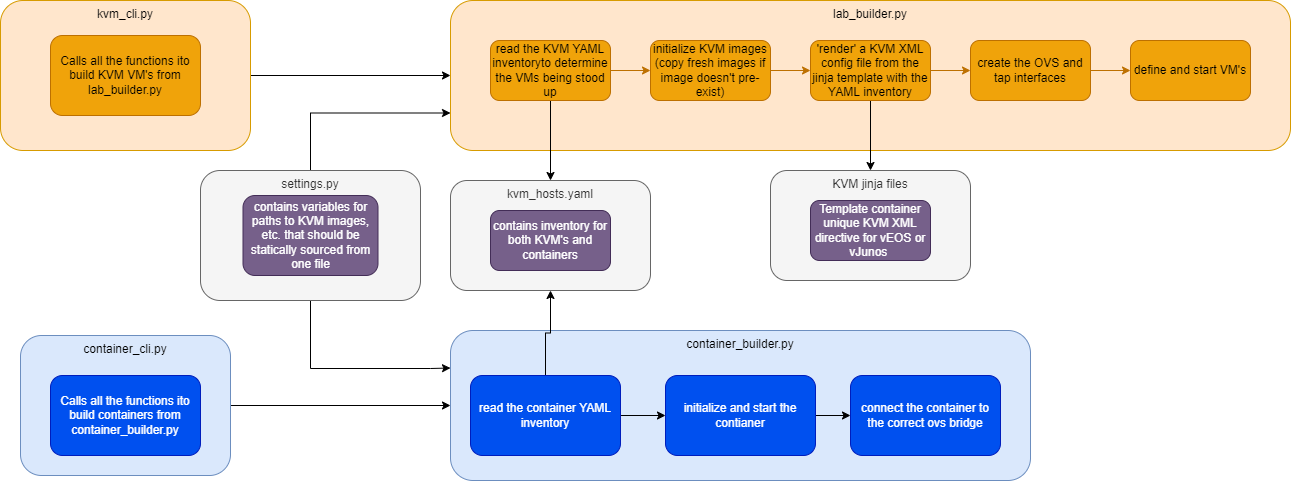 kvm_cli.py
Calls all the functions ito
build KVM VM's from
lab_builder.py
lab_builder.py
read the KVM YAML
inventoryto determine
the VMs being stood
up
initialize KVM images
(copy fresh images if
image doesn't pre-
exist)
'render' a KVM XML
config file from the
jinja template with the
YAML inventory
create the OVS and
tap interfaces
define and start VM's
settings.py
contains variables for
paths to KVM images,
etc. that should be
statically sourced from
one file
kvm_hosts.yaml
contains inventory for
both KVM's and
containers
KVM jinja files
Template container
unique KVM XML
directive for vEOS or
vJunos
container_cli.py
Calls all the functions ito
build containers from
container_builder.py
container_builder.py
read the container YAML
inventory
initialize and start the
contianer
connect the container to
the correct ovs bridge